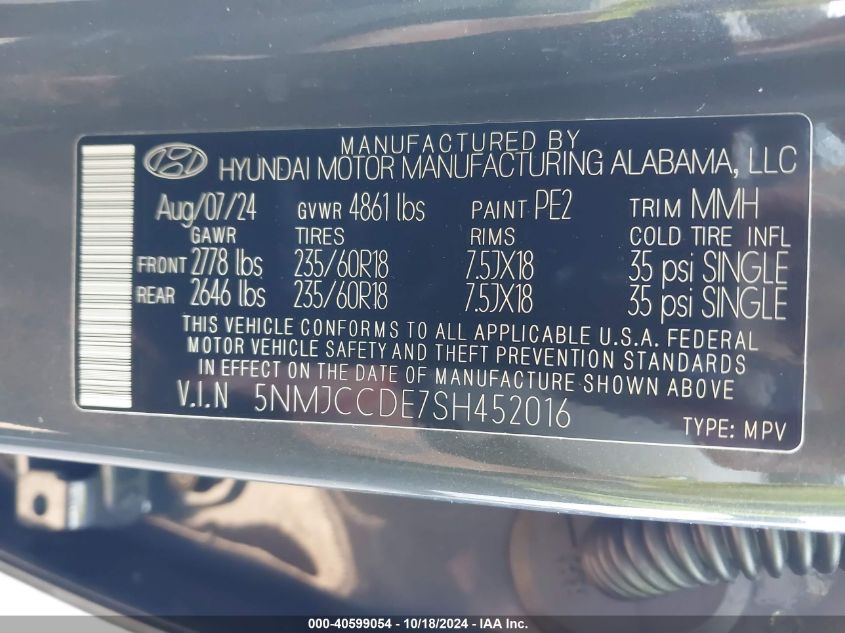 MANUFACTURED BY
HYUNDAI MOTOR MANUFACTURING ALABAMA, LLC
Aug/07/24 GVWR 4861 lbs PAINT PE2 TRIM MMH
GAWR TIRES RIMS COLD TIRE INFL
FRONT 2778 lbs 235/60R18 7.5JX18 35 psi SINGLE
REAR 2646 lbs 235/60R18 7.5JX18 35 psi SINGLE
THIS VEHICLE CONFORMS TO ALL APPLICABLE U.S.A. FEDERAL
MOTOR VEHICLE SAFETY AND THEFT PREVENTION STANDARDS
IN EFFECT ON THE DATE OF MANUFACTURE SHOWN ABOVE
V.I.N 5NMJCCDE7SH452016
TYPE: MPV
000-40599054 - 10/18/2024 - IAA Inc.